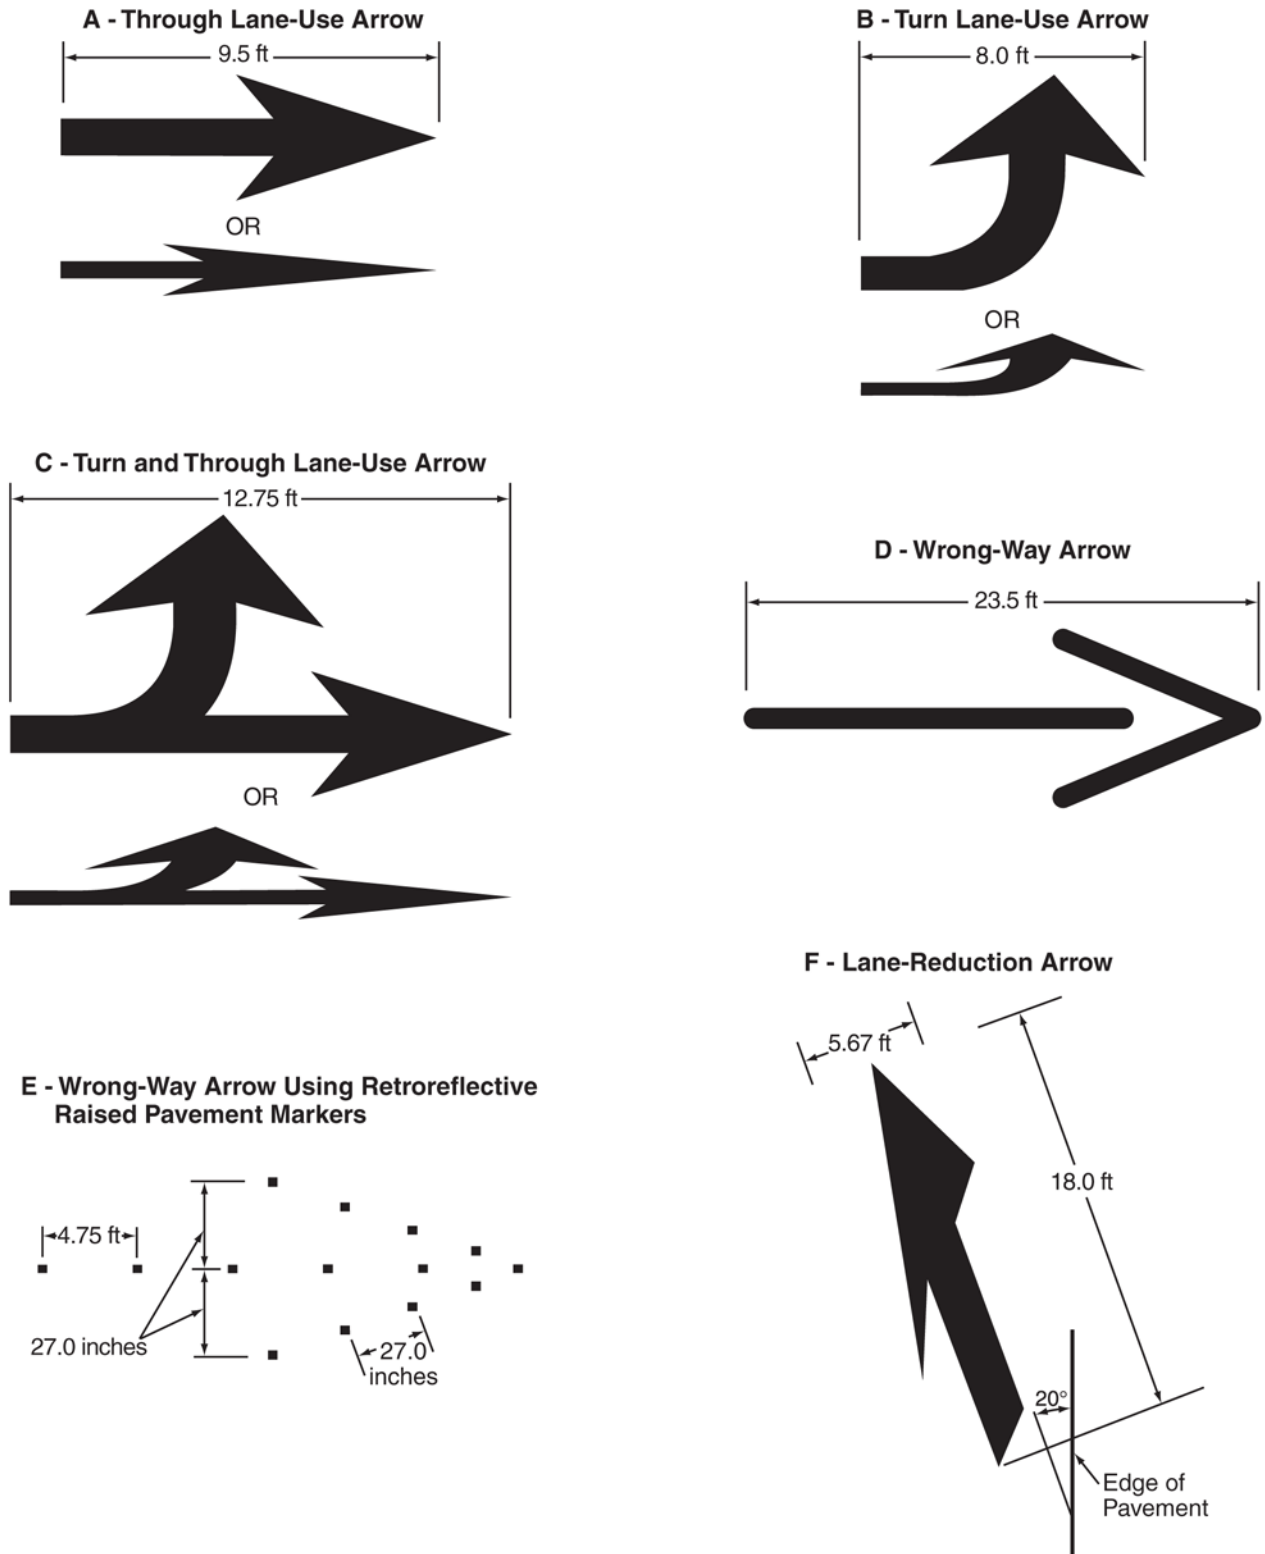 A - Through Lane-Use Arrow
9.5 ft
OR
B - Turn Lane-Use Arrow
8.0 ft
OR
C - Turn and Through Lane-Use Arrow
12.75 ft
OR
D - Wrong-Way Arrow
23.5 ft
E - Wrong-Way Arrow Using Retroreflective
Raised Pavement Markers
4.75 ft
27.0 inches
27.0
inches
F - Lane-Reduction Arrow
5.67 ft
18.0 ft
20°
Edge of
Pavement